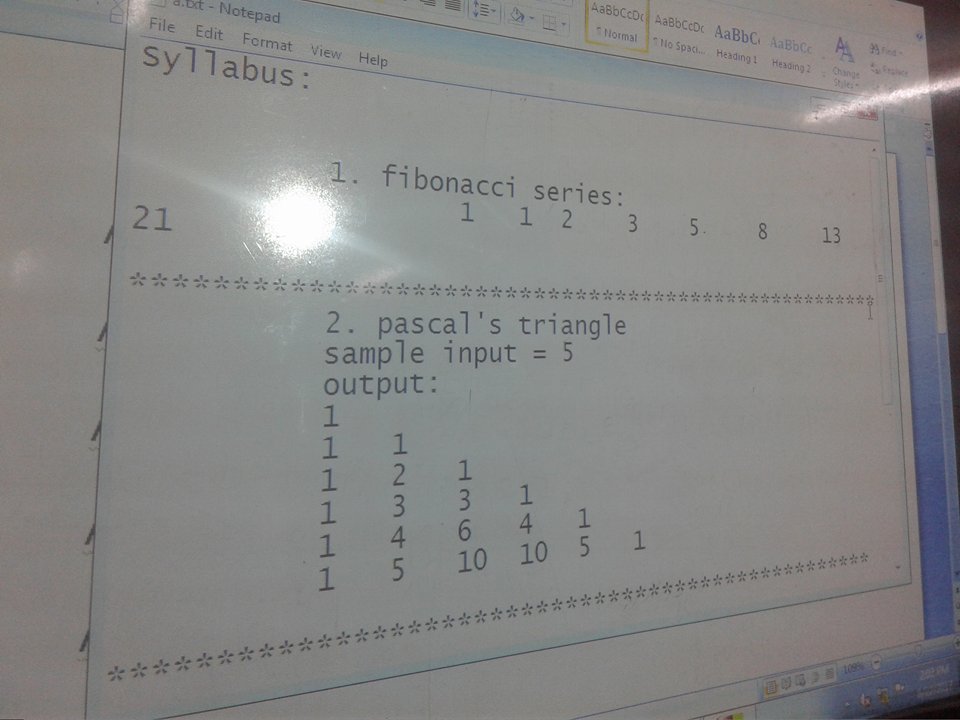 a.txt - Notepad
AaBbCcDc AaBbCcDc AaBbC AaBbCc
¶ Normal ¶ No Spaci... Heading 1 Heading 2 Change Styles Find Replace
File Edit Format View Help
Syllabus:
1. fibonacci series:
1 1 2 3 5 8 13
21
*******************************************************
2. pascal's triangle
sample input = 5
output:
1
1 1
1 2 1
1 3 3 1
1 4 6 4 1
1 5 10 10 5 1
*******************************************************
109%
2:02 PM